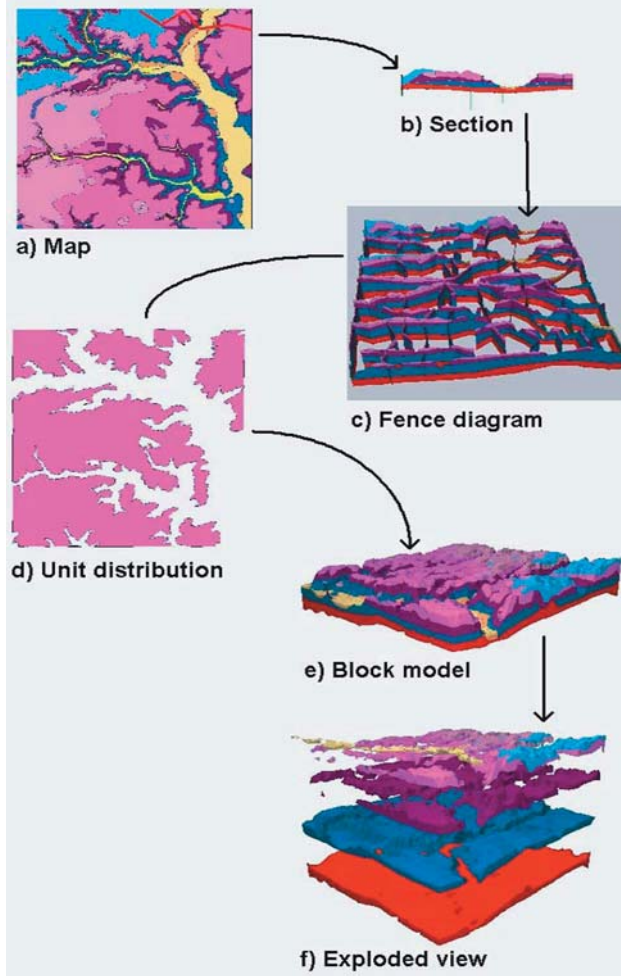 a) Map
b) Section
c) Fence diagram
d) Unit distribution
e) Block model
f) Exploded view